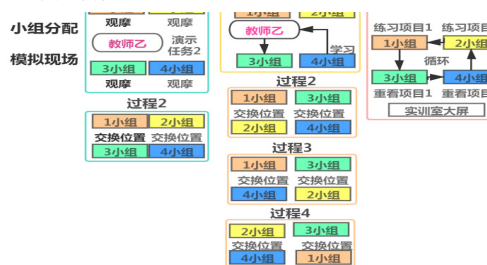 1小组 2小组
观摩 观摩
小组分配
教师乙 演示
任务2
模拟现场
3小组 4小组
观摩 观摩
过程2
1小组 2小组
交换位置 交换位置
3小组 4小组
1小组 2小组
教师乙
学习
3小组 4小组
过程2
1小组 3小组
交换位置 交换位置
2小组 4小组
过程3
1小组 3小组
交换位置 交换位置
4小组 2小组
过程4
2小组 3小组
交换位置 交换位置
4小组 1小组
练习项目1 练习项目
1小组 2小组
循环
3小组 4小组
重看项目1 重看项目
实训室大屏